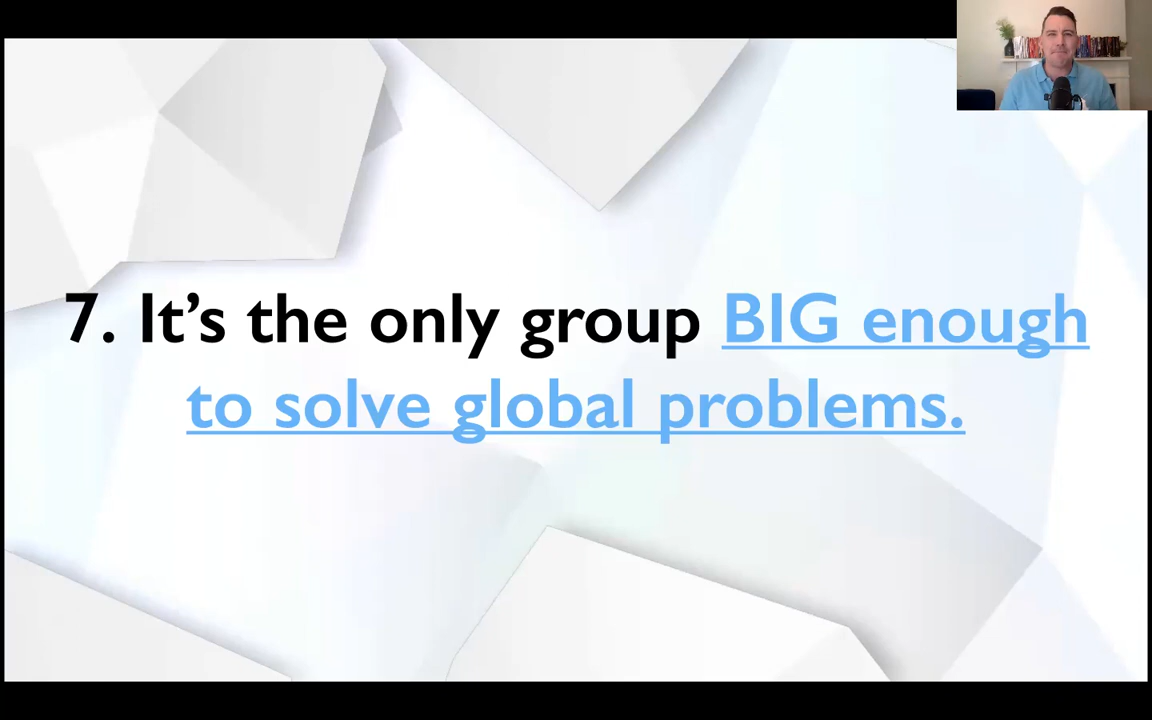 7. It’s the only group BIG enough
to solve global problems.